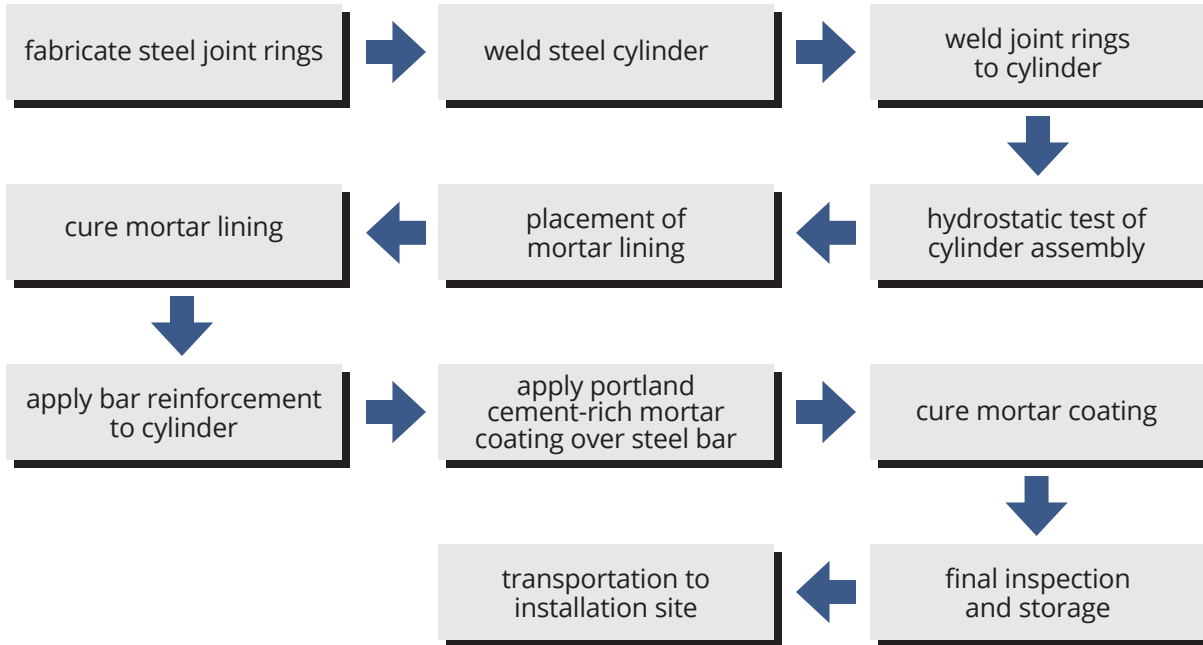 fabricate steel joint rings
weld steel cylinder
weld joint rings
to cylinder
hydrostatic test of
cylinder assembly
placement of
mortar lining
cure mortar lining
apply bar reinforcement
to cylinder
apply portland
cement-rich mortar
coating over steel bar
cure mortar coating
final inspection
and storage
transportation to
installation site